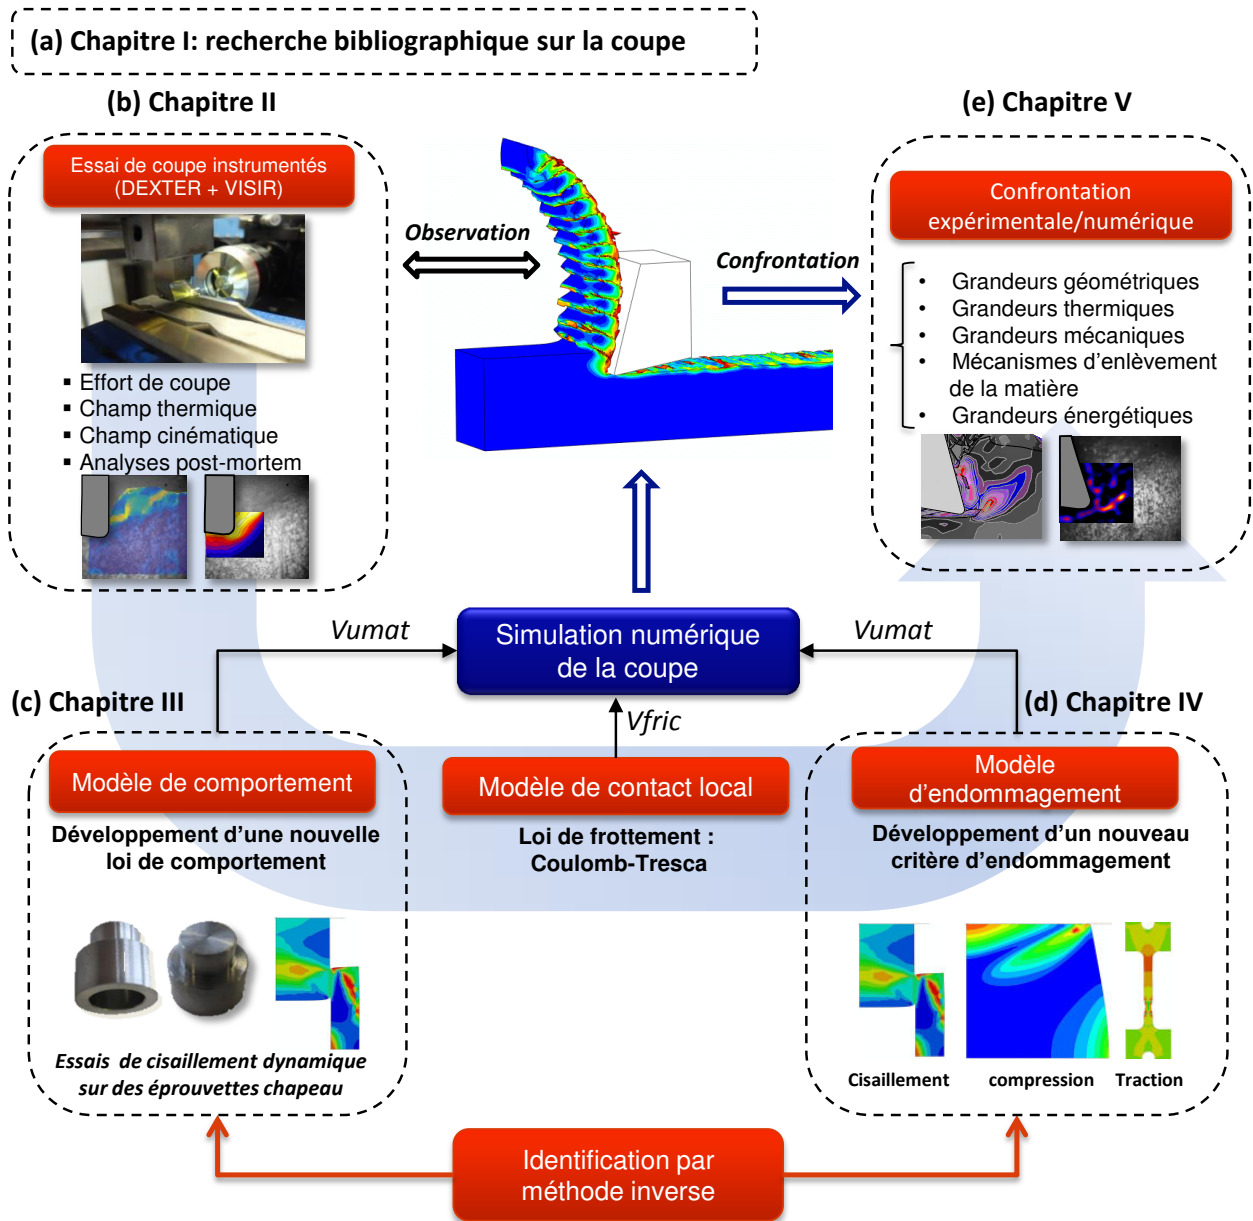 (a) Chapitre I: recherche bibliographique sur la coupe
(b) Chapitre II
Essai de coupe instrumentés
(DEXTER + VISIR)
▪ Effort de coupe
▪ Champ thermique
▪ Champ cinématique
▪ Analyses post-mortem
Observation
Confrontation
(e) Chapitre V
Confrontation
expérimentale/numérique
• Grandeurs géométriques
• Grandeurs thermiques
• Grandeurs mécaniques
• Mécanismes d'enlèvement
de la matière
• Grandeurs énergétiques
Vumat
Simulation numérique
de la coupe
Vumat
Vfric
(c) Chapitre III
Modèle de comportement
Développement d'une nouvelle
loi de comportement
Essais de cisaillement dynamique
sur des éprouvettes chapeau
Modèle de contact local
Loi de frottement :
Coulomb-Tresca
(d) Chapitre IV
Modèle
d'endommagement
Développement d'un nouveau
critère d'endommagement
Cisaillement
compression
Traction
Identification par
méthode inverse